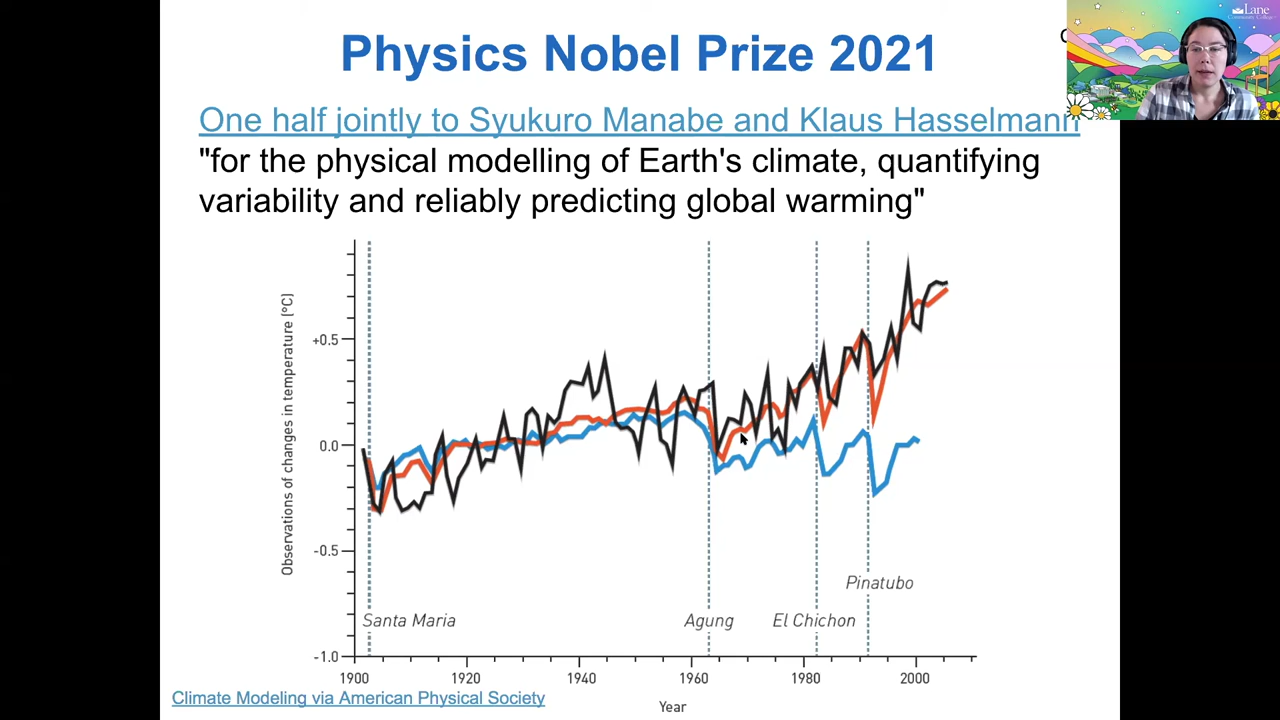 Physics Nobel Prize 2021
Lane
Community College
One half jointly to Syukuro Manabe and Klaus Hasselmann
"for the physical modelling of Earth's climate, quantifying
variability and reliably predicting global warming"
Observations of changes in temperature (°C)
+0.5
0.0
-0.5
-1.0
Santa Maria
Agung
El Chichon
Pinatubo
1900
1920
1940
1960
1980
2000
Year
Climate Modeling via American Physical Society